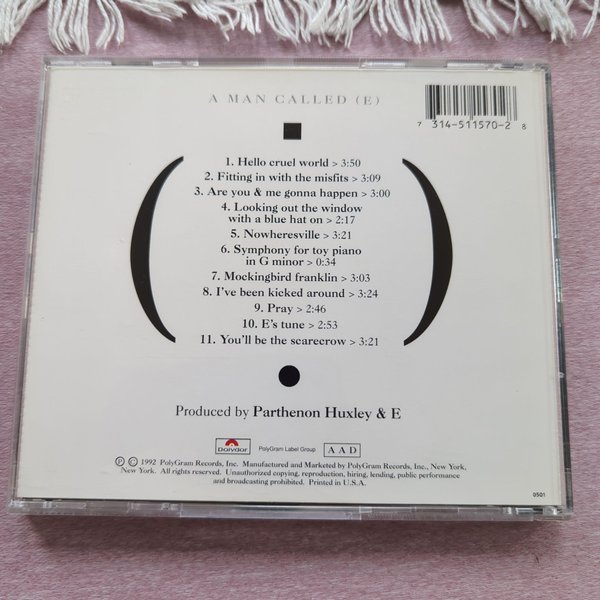 A MAN CALLED (E)
7 314-511570-2 8
1. Hello cruel world > 3:50
2. Fitting in with the misfits > 3:09
3. Are you & me gonna happen > 3:00
4. Looking out the window
with a blue hat on > 2:17
5. Nowheresville > 3:21
6. Symphony for toy piano
in G minor > 0:34
7. Mockingbird franklin > 3:03
8. I've been kicked around > 3:24
9. Pray > 2:46
10. E's tune > 2:53
11. You'll be the scarecrow > 3:21
Produced by Parthenon Huxley & E
Polydor PolyGram Label Group AAD
℗ © 1992 PolyGram Records, Inc. Manufactured and Marketed by PolyGram Records, Inc., New York,
New York. All rights reserved. Unauthorized copying, reproduction, hiring, lending, public performance
and broadcasting prohibited. Printed in U.S.A.
0501